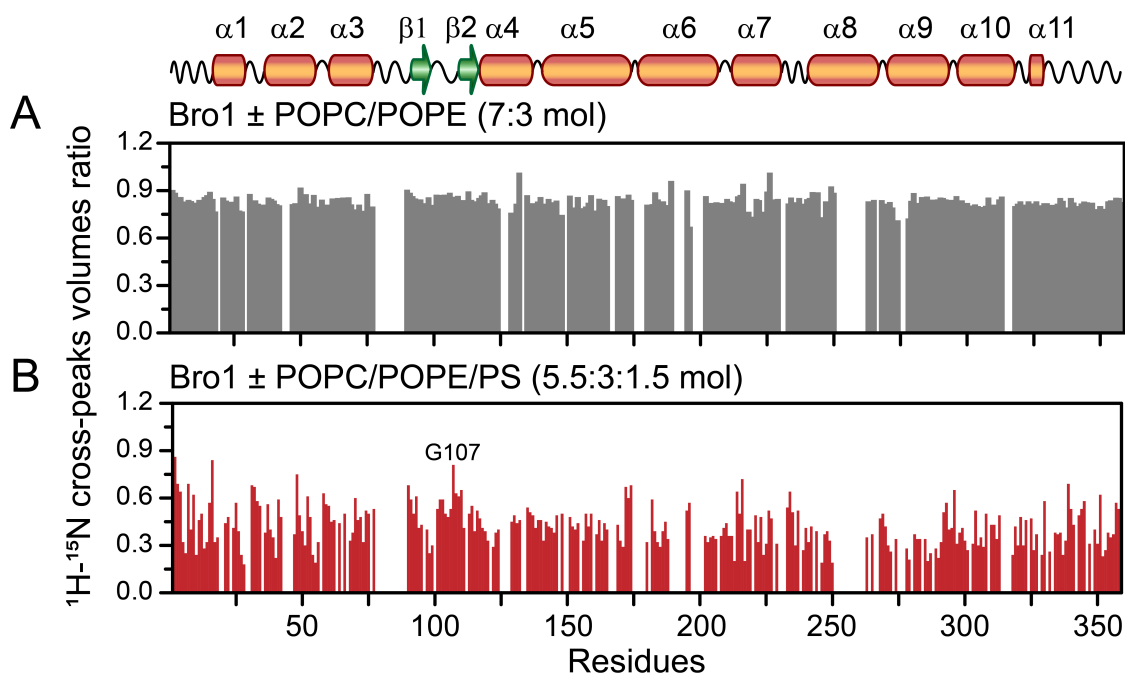 α1 α2 α3 β1 β2 α4 α5 α6 α7 α8 α9 α10 α11
A
Bro1 ± POPC/POPE (7:3 mol)
1.2
0.9
0.6
0.3
0.0
¹H-¹⁵N cross-peaks volumes ratio
B
Bro1 ± POPC/POPE/PS (5.5:3:1.5 mol)
1.2
0.9
0.6
0.3
0.0
G107
50 100 150 200 250 300 350
Residues